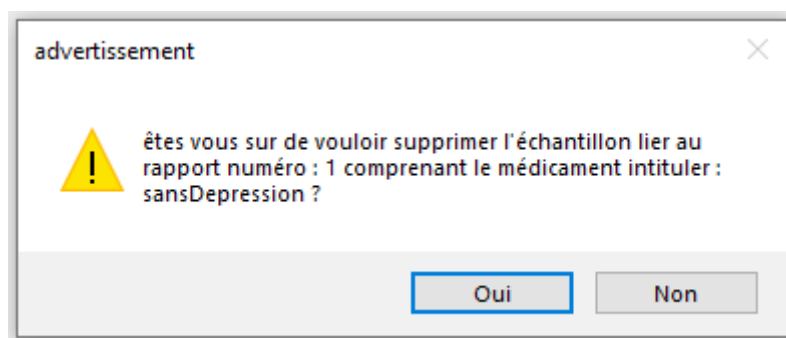 advertissement
êtes vous sur de vouloir supprimer l'échantillon lier au
rapport numéro : 1 comprenant le médicament intituler :
sansDepression ?
Oui
Non